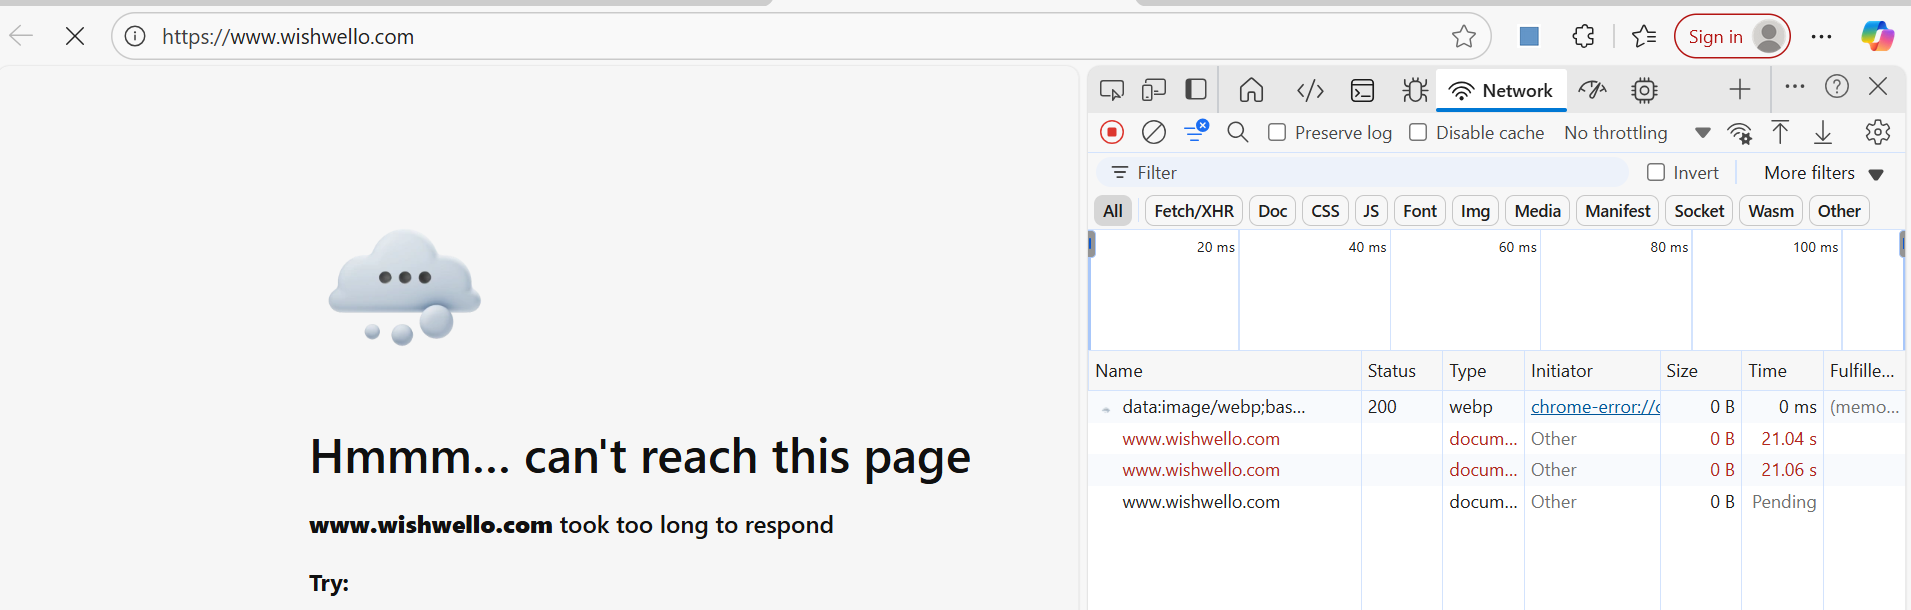 https://www.wishwello.com
Sign in
Network
Preserve log
Disable cache
No throttling
Filter
Invert
More filters
All
Fetch/XHR
Doc
CSS
JS
Font
Img
Media
Manifest
Socket
Wasm
Other
20 ms
40 ms
60 ms
80 ms
100 ms
Name Status Type Initiator Size Time Fulfille...
data:image/webp;bas... 200 webp chrome-error:// 0 B 0 ms (memo...
www.wishwello.com docum... Other 0 B 21.04 s
www.wishwello.com docum... Other 0 B 21.06 s
www.wishwello.com docum... Other 0 B Pending
Hmmm... can't reach this page
www.wishwello.com took too long to respond
Try: